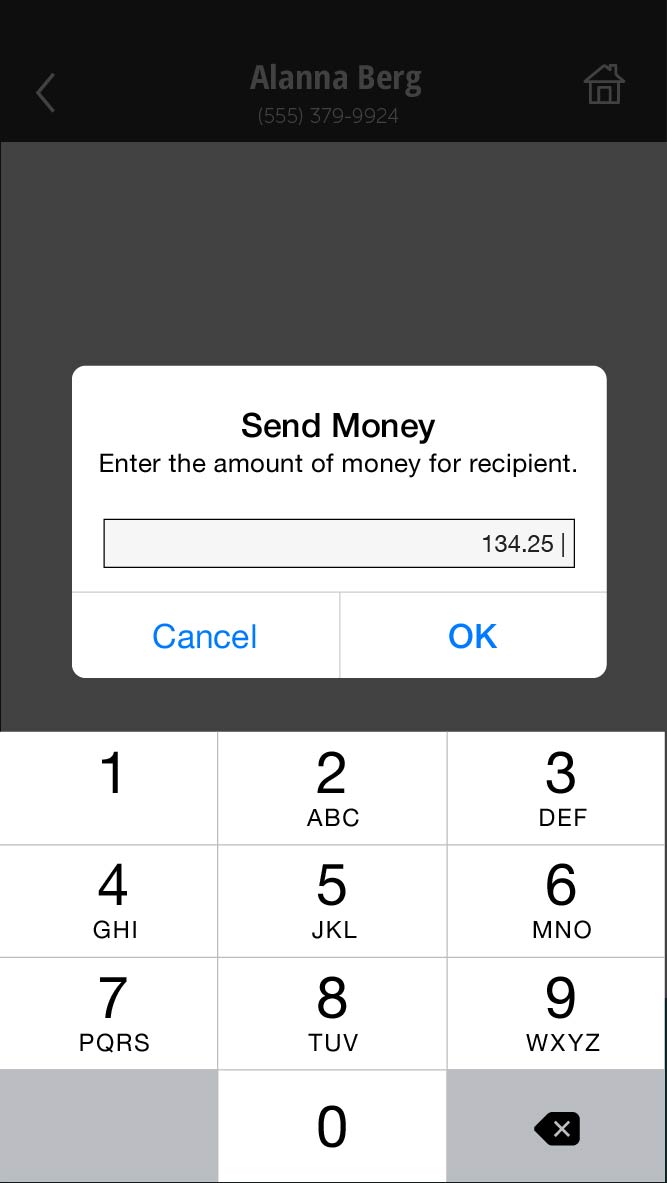 Alanna Berg
(555) 379-9924
Send Money
Enter the amount of money for recipient.
134.25
Cancel OK
1 2 3
ABC DEF
4 5 6
GHI JKL MNO
7 8 9
PQRS TUV WXYZ
0